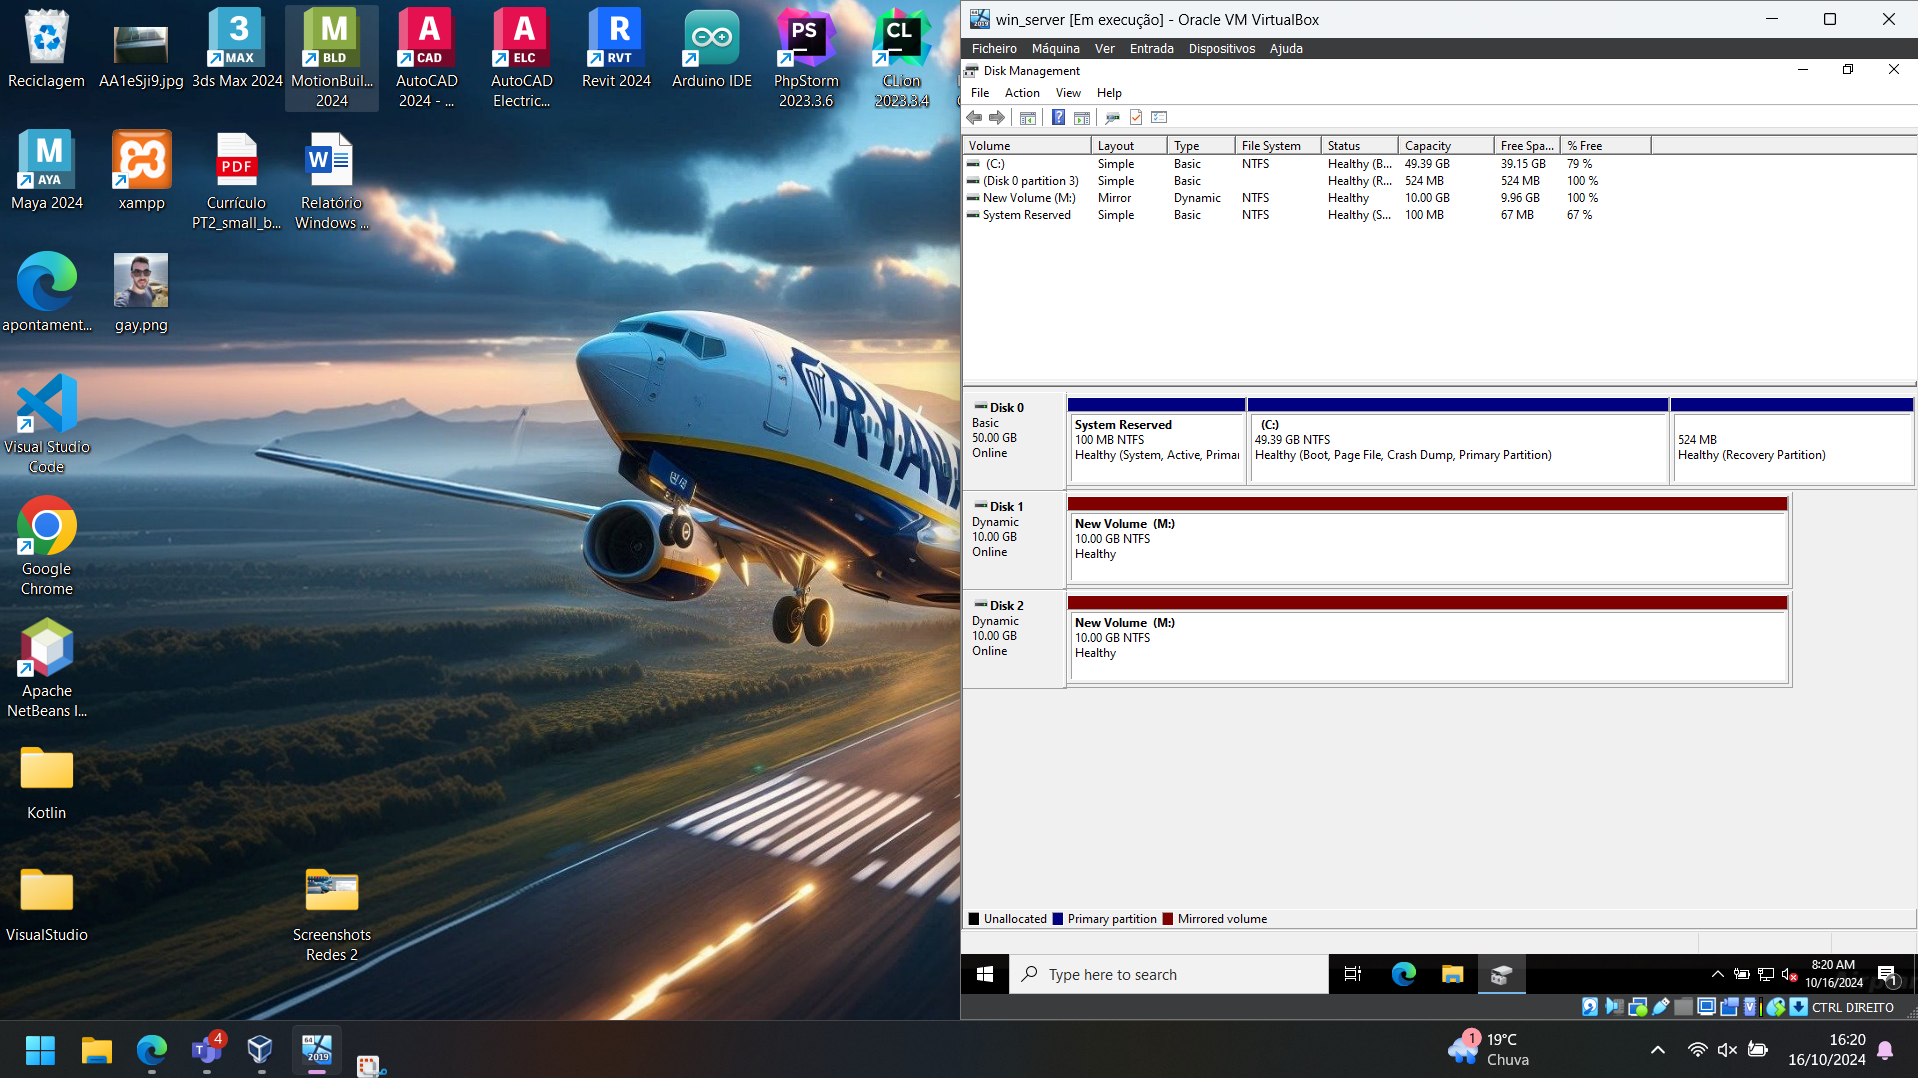 Reciclagem
AA1eSji9.jpg
3ds Max 2024
MotionBuil...
2024
AutoCAD
2024 - ...
AutoCAD
Electric...
Revit 2024
Arduino IDE
PhpStorm
2023.3.6
CLion
2023.3.4
3
MAX
M
BLD
A
CAD
A
ELC
R
RVT
PS
CL
M
AYA
Maya 2024
xampp
PDF
Currículo
PT2_small_b...
W
Relatório
Windows ...
apontament...
gay.png
Visual Studio
Code
Google
Chrome
Apache
NetBeans I...
Kotlin
VisualStudio
Screenshots
Redes 2
RYAN
win_server [Em execução] - Oracle VM VirtualBox
Ficheiro Máquina Ver Entrada Dispositivos Ajuda
Disk Management
File Action View Help
Volume Layout Type File System Status Capacity Free Spa... % Free
(C:) Simple Basic NTFS Healthy (B... 49.39 GB 39.15 GB 79 %
(Disk 0 partition 3) Simple Basic Healthy (R... 524 MB 524 MB 100 %
New Volume (M:) Mirror Dynamic NTFS Healthy 10.00 GB 9.96 GB 100 %
System Reserved Simple Basic NTFS Healthy (S... 100 MB 67 MB 67 %
Disk 0
Basic
50.00 GB
Online
System Reserved
100 MB NTFS
Healthy (System, Active, Primar
(C:)
49.39 GB NTFS
Healthy (Boot, Page File, Crash Dump, Primary Partition)
524 MB
Healthy (Recovery Partition)
Disk 1
Dynamic
10.00 GB
Online
New Volume (M:)
10.00 GB NTFS
Healthy
Disk 2
Dynamic
10.00 GB
Online
New Volume (M:)
10.00 GB NTFS
Healthy
Unallocated Primary partition Mirrored volume
Type here to search
8:20 AM
10/16/2024
1
CTRL DIREITO
4
64
2019
1
19°C
Chuva
16:20
16/10/2024